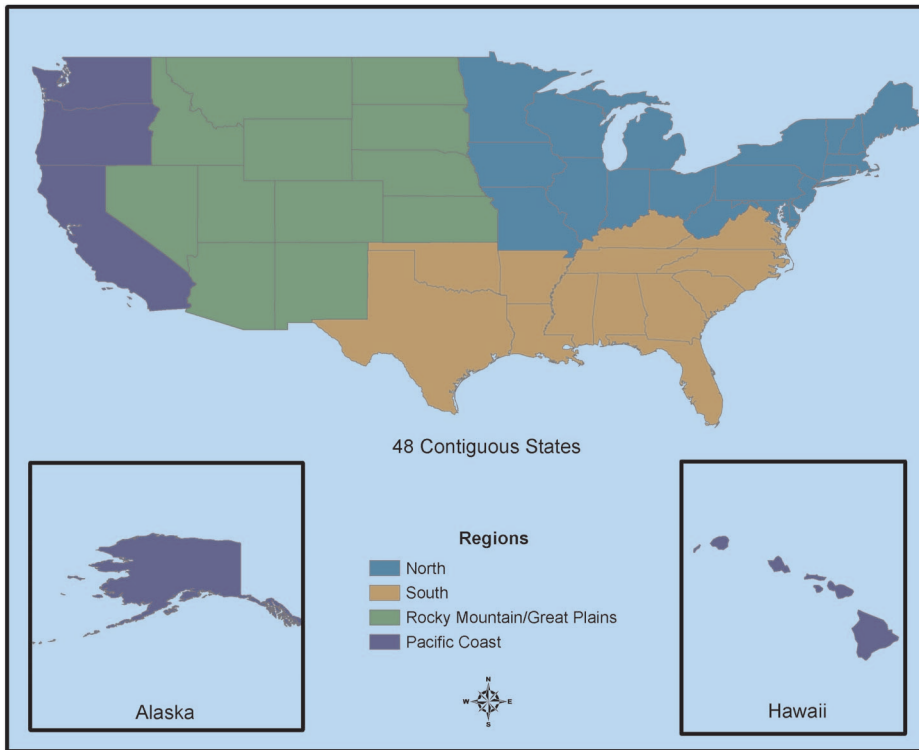 48 Contiguous States
Regions
North
South
Rocky Mountain/Great Plains
Pacific Coast
Alaska
N
W E
S
Hawaii